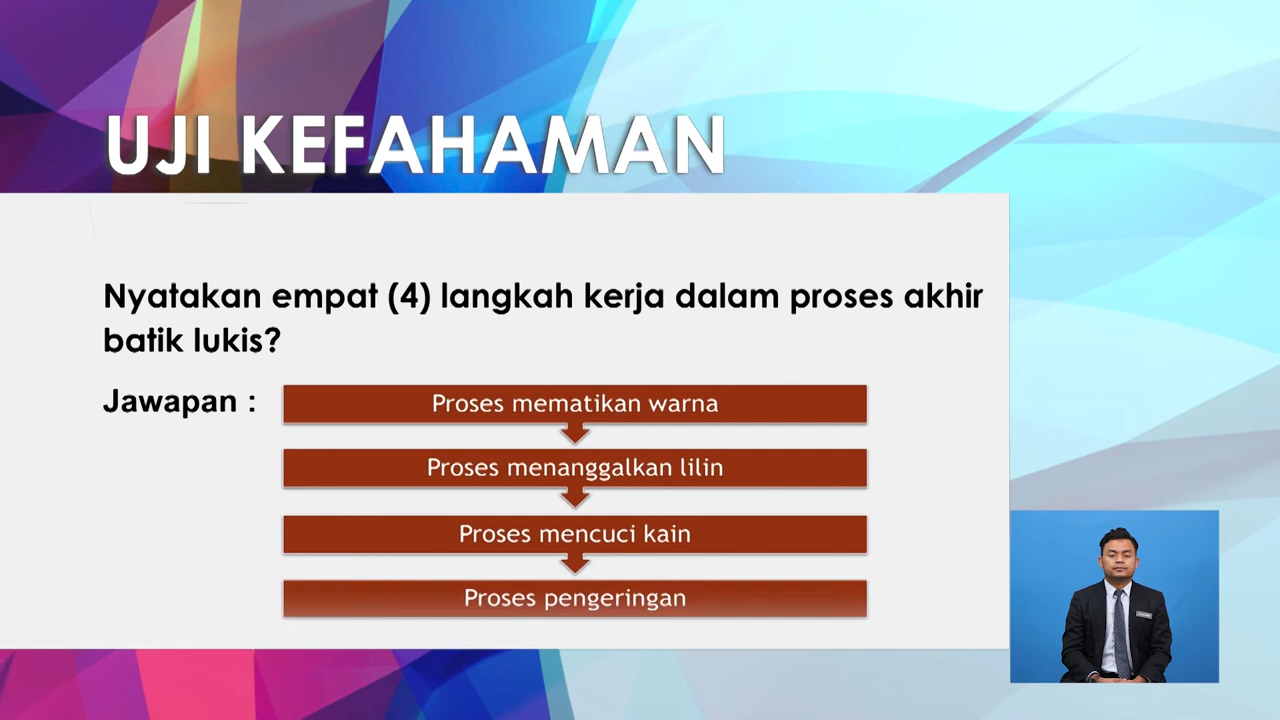 UJI KEFAHAMAN
Nyatakan empat (4) langkah kerja dalam proses akhir
batik lukis?
Jawapan :
Proses mematikan warna
Proses menanggalkan lilin
Proses mencuci kain
Proses pengeringan